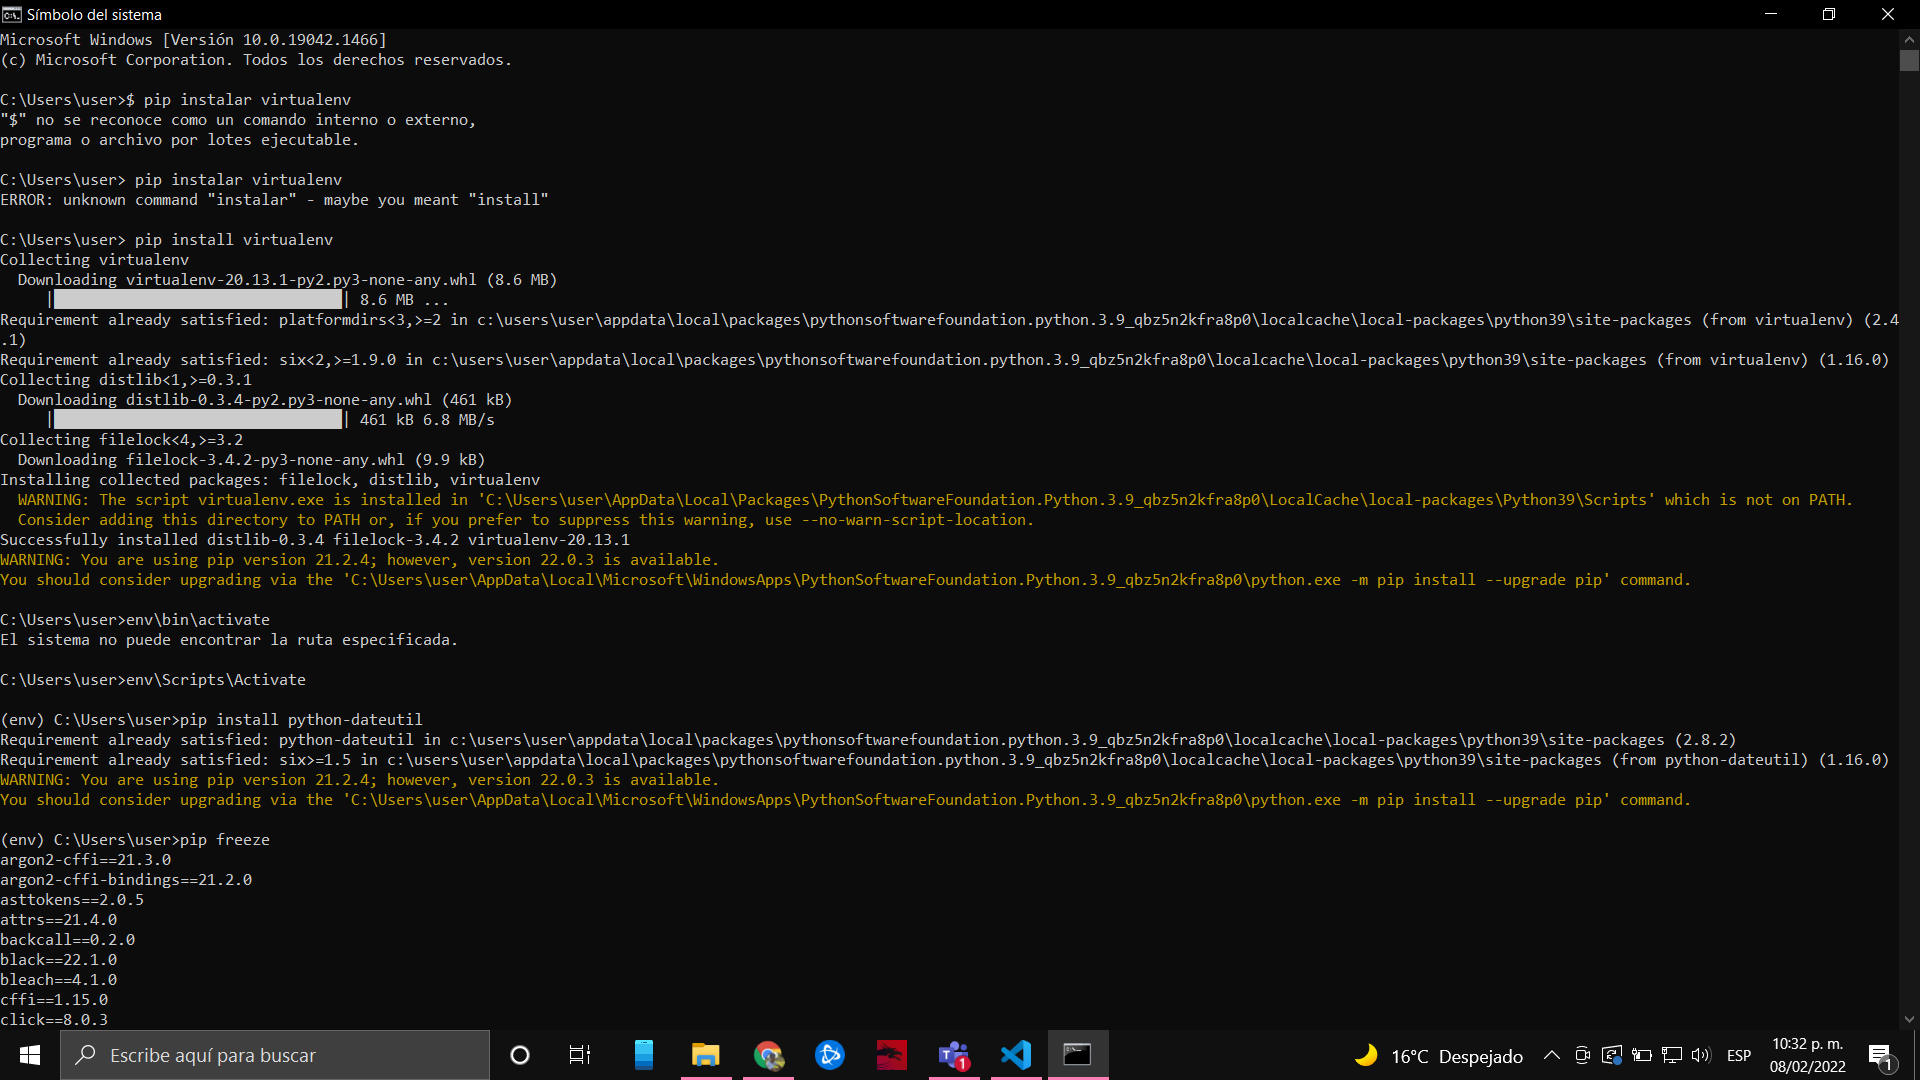 Símbolo del sistema
Microsoft Windows [Versión 10.0.19042.1466]
(c) Microsoft Corporation. Todos los derechos reservados.
C:\Users\user>$ pip instalar virtualenv
"$" no se reconoce como un comando interno o externo,
programa o archivo por lotes ejecutable.
C:\Users\user> pip instalar virtualenv
ERROR: unknown command "instalar" - maybe you meant "install"
C:\Users\user> pip install virtualenv
Collecting virtualenv
  Downloading virtualenv-20.13.1-py2.py3-none-any.whl (8.6 MB)
| | 8.6 MB ...
Requirement already satisfied: platformdirs<3,>=2 in c:\users\user\appdata\local\packages\pythonsoftwarefoundation.python.3.9_qbz5n2kfra8p0\localcache\local-packages\python39\site-packages (from virtualenv) (2.4
.1)
Requirement already satisfied: six<2,>=1.9.0 in c:\users\user\appdata\local\packages\pythonsoftwarefoundation.python.3.9_qbz5n2kfra8p0\localcache\local-packages\python39\site-packages (from virtualenv) (1.16.0)
Collecting distlib<1,>=0.3.1
  Downloading distlib-0.3.4-py2.py3-none-any.whl (461 kB)
| | 461 kB 6.8 MB/s
Collecting filelock<4,>=3.2
  Downloading filelock-3.4.2-py3-none-any.whl (9.9 kB)
Installing collected packages: filelock, distlib, virtualenv
  WARNING: The script virtualenv.exe is installed in 'C:\Users\user\AppData\Local\Packages\PythonSoftwareFoundation.Python.3.9_qbz5n2kfra8p0\LocalCache\local-packages\Python39\Scripts' which is not on PATH.
  Consider adding this directory to PATH or, if you prefer to suppress this warning, use --no-warn-script-location.
Successfully installed distlib-0.3.4 filelock-3.4.2 virtualenv-20.13.1
WARNING: You are using pip version 21.2.4; however, version 22.0.3 is available.
You should consider upgrading via the 'C:\Users\user\AppData\Local\Microsoft\WindowsApps\PythonSoftwareFoundation.Python.3.9_qbz5n2kfra8p0\python.exe -m pip install --upgrade pip' command.
C:\Users\user>env\bin\activate
El sistema no puede encontrar la ruta especificada.
C:\Users\user>env\Scripts\Activate
(env) C:\Users\user>pip install python-dateutil
Requirement already satisfied: python-dateutil in c:\users\user\appdata\local\packages\pythonsoftwarefoundation.python.3.9_qbz5n2kfra8p0\localcache\local-packages\python39\site-packages (2.8.2)
Requirement already satisfied: six>=1.5 in c:\users\user\appdata\local\packages\pythonsoftwarefoundation.python.3.9_qbz5n2kfra8p0\localcache\local-packages\python39\site-packages (from python-dateutil) (1.16.0)
WARNING: You are using pip version 21.2.4; however, version 22.0.3 is available.
You should consider upgrading via the 'C:\Users\user\AppData\Local\Microsoft\WindowsApps\PythonSoftwareFoundation.Python.3.9_qbz5n2kfra8p0\python.exe -m pip install --upgrade pip' command.
(env) C:\Users\user>pip freeze
argon2-cffi==21.3.0
argon2-cffi-bindings==21.2.0
asttokens==2.0.5
attrs==21.4.0
backcall==0.2.0
black==22.1.0
bleach==4.1.0
cffi==1.15.0
click==8.0.3
Escribe aquí para buscar
1
16°C Despejado
ESP
10:32 p. m.
08/02/2022
1